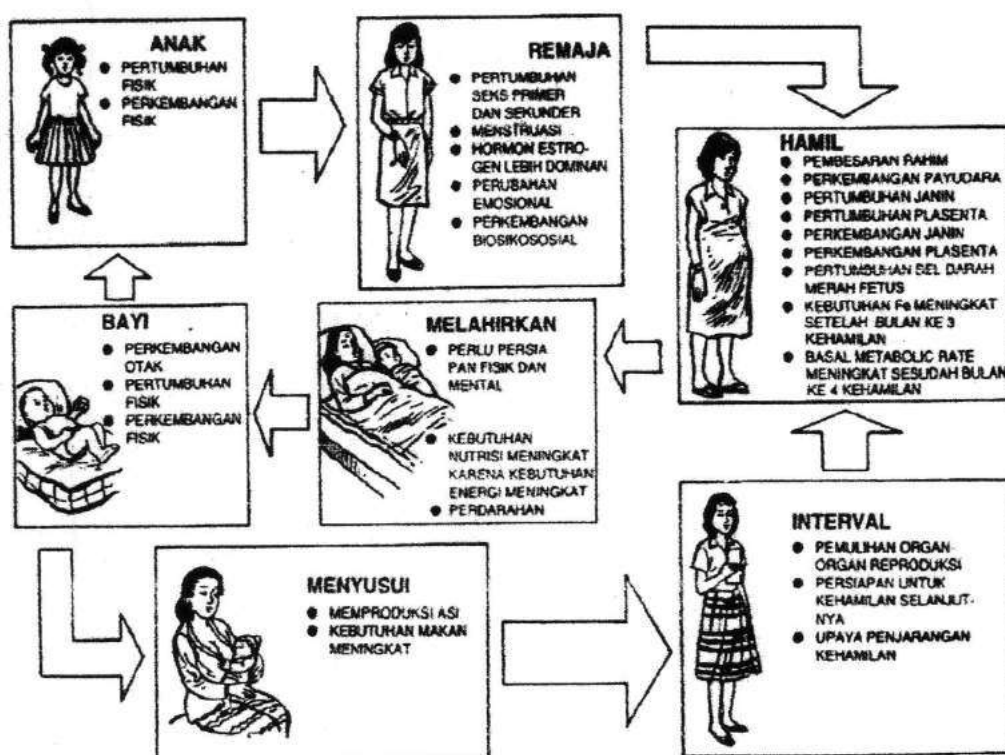 ANAK
● PERTUMBUHAN
FISIK
● PERKEMBANGAN
FISIK
REMAJA
● PERTUMBUHAN
SEKS PRIMER
DAN SEKUNDER
● MENSTRUASI
● HORMON ESTRO-
GEN LEBIH DOMINAN
● PERUBAHAN
EMOSIONAL
● PERKEMBANGAN
BIOSIKOSOSIAL
HAMIL
● PEMBESARAN RAHIM
● PERKEMBANGAN PAYUDARA
● PERTUMBUHAN JANIN
● PERTUMBUHAN PLASENTA
● PERKEMBANGAN JANIN
● PERKEMBANGAN PLASENTA
● PERTUMBUHAN SEL DARAH
MERAH FETUS
● KEBUTUHAN Fe MENINGKAT
SETELAH BULAN KE 3
KEHAMILAN
● BASAL METABOLIC RATE
MENINGKAT SESUDAH BULAN
KE 4 KEHAMILAN
BAYI
● PERKEMBANGAN
OTAK
● PERTUMBUHAN
FISIK
● PERKEMBANGAN
FISIK
MELAHIRKAN
● PERLU PERSIA
PAN FISIK DAN
MENTAL
● KEBUTUHAN
NUTRISI MENINGKAT
KARENA KEBUTUHAN
ENERGI MENINGKAT
● PERDARAHAN
MENYUSUI
● MEMPRODUKSI ASI
● KEBUTUHAN MAKAN
MENINGKAT
INTERVAL
● PEMULIHAN ORGAN-
ORGAN REPRODUKSI
● PERSIAPAN UNTUK
KEHAMILAN SELANJUT-
NYA
● UPAYA PENJARANGAN
KEHAMILAN